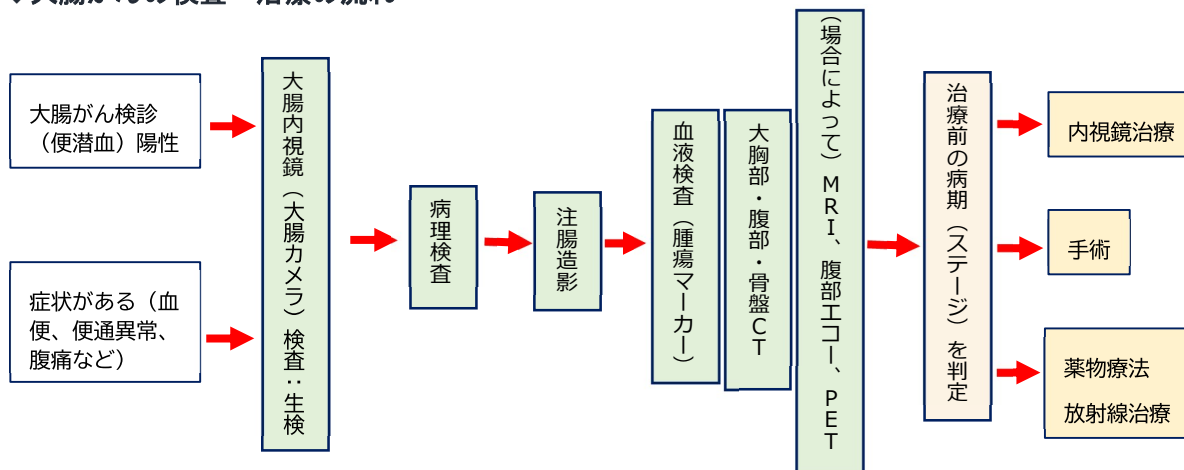 大腸がん検診
（便潜血）陽性
症状がある（血
便、便通異常、
腹痛など）
大腸内視鏡（大腸カメラ）検査：生検
病理検査
注腸造影
血液検査（腫瘍マーカー）
大胸部・腹部・骨盤CT
（場合によって）MRI、腹部エコー、PET
治療前の病期（ステージ）を判定
内視鏡治療
手術
薬物療法
放射線治療